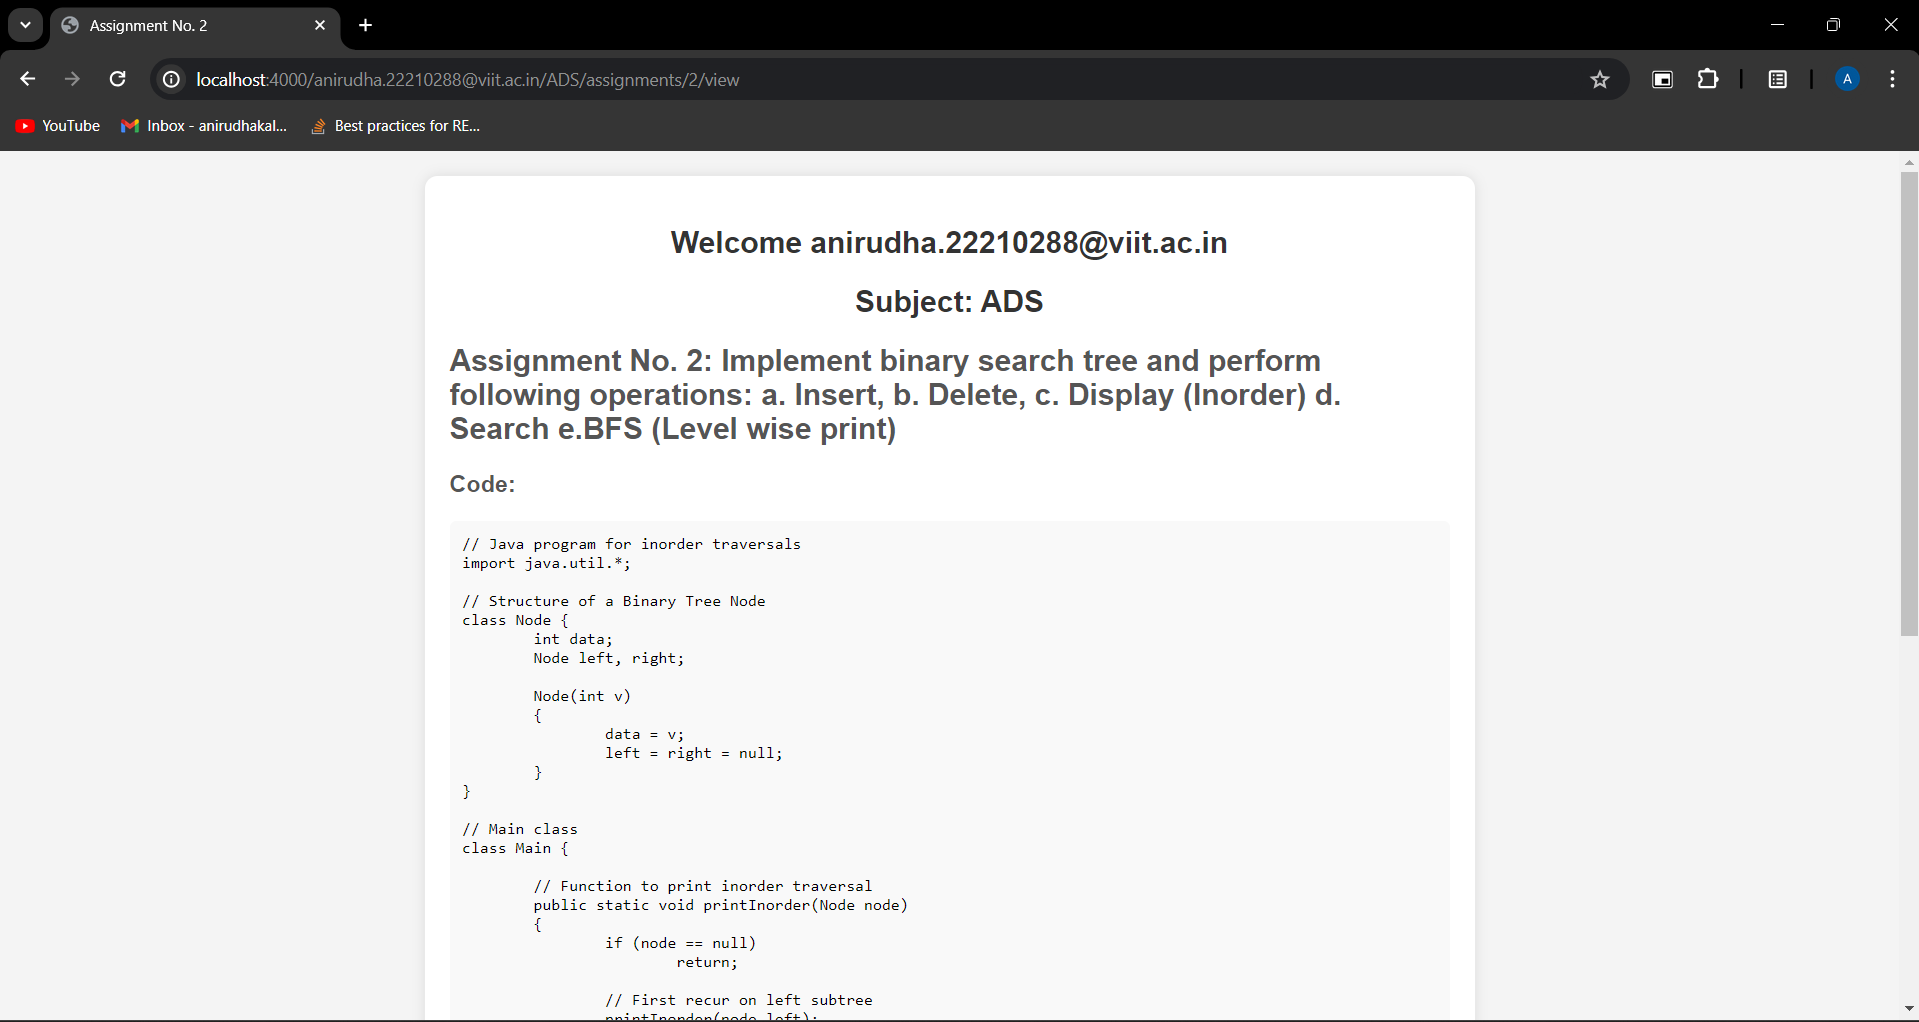 Assignment No. 2
localhost:4000/anirudha.22210288@viit.ac.in/ADS/assignments/2/view
A
YouTube
Inbox - anirudhakal...
Best practices for RE...
Welcome anirudha.22210288@viit.ac.in
Subject: ADS
Assignment No. 2: Implement binary search tree and perform
following operations: a. Insert, b. Delete, c. Display (Inorder) d.
Search e.BFS (Level wise print)
Code:
// Java program for inorder traversals
import java.util.*;
// Structure of a Binary Tree Node
class Node {
int data;
Node left, right;
Node(int v)
{
data = v;
left = right = null;
}
}
// Main class
class Main {
// Function to print inorder traversal
public static void printInorder(Node node)
{
if (node == null)
return;
// First recur on left subtree
printInorder(node.left);